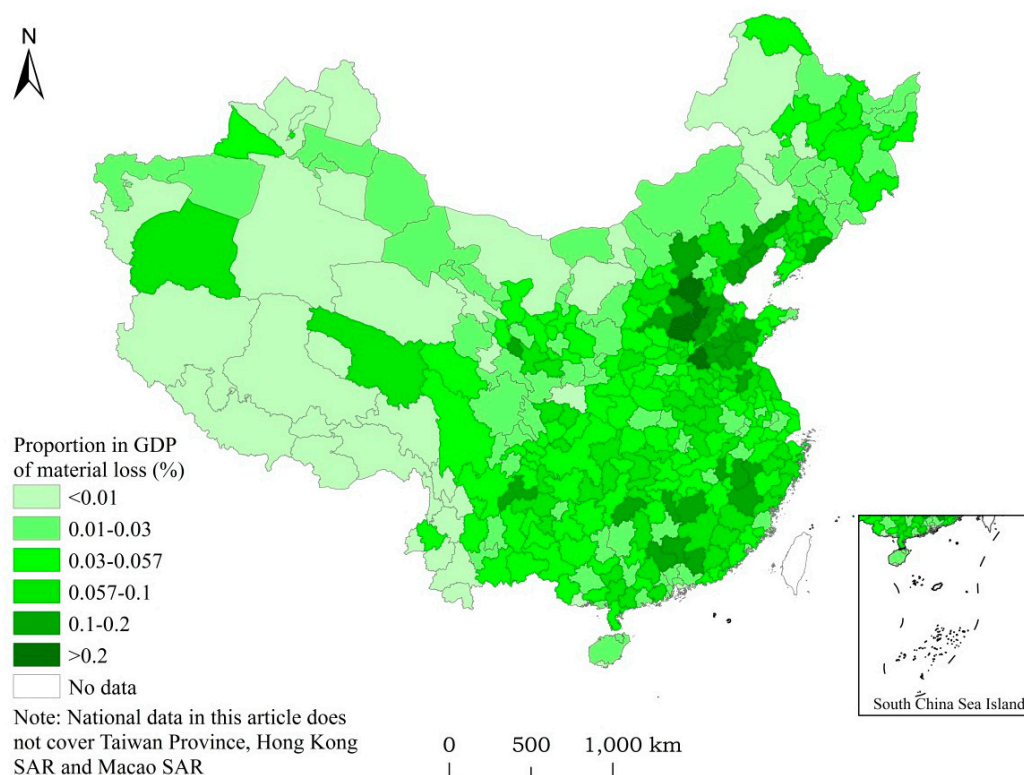 N
Proportion in GDP
of material loss (%)
<0.01
0.01-0.03
0.03-0.057
0.057-0.1
0.1-0.2
>0.2
No data
Note: National data in this article does
not cover Taiwan Province, Hong Kong
SAR and Macao SAR
0 500 1,000 km
South China Sea Island